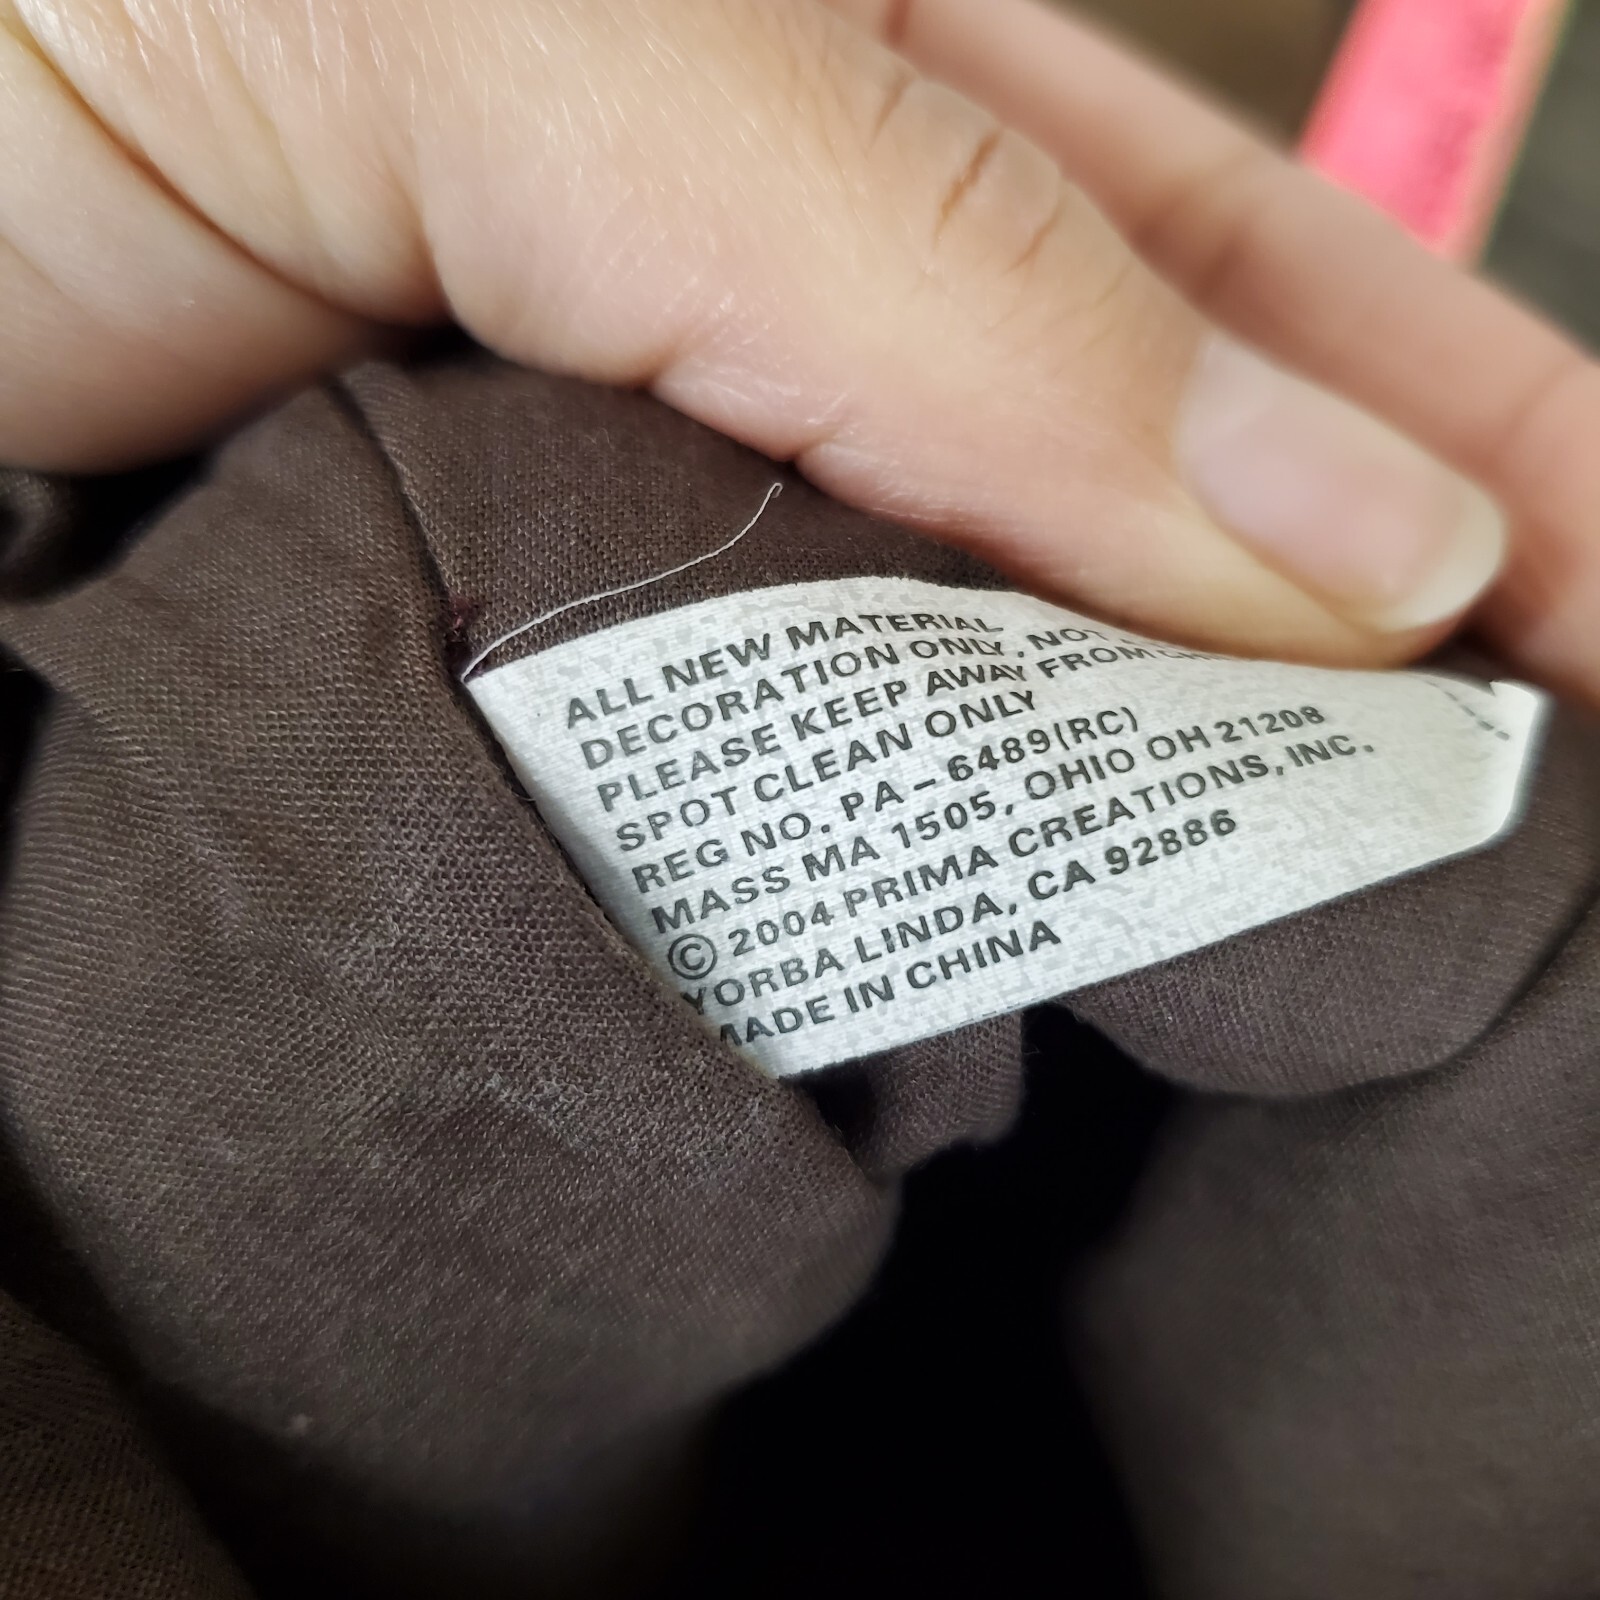 ALL NEW MATERIAL
DECORATION ONLY, NOT
PLEASE KEEP AWAY FROM
SPOT CLEAN ONLY
REG NO. PA-6489(RC)
MASS MA 1505, OHIO OH 21208
© 2004 PRIMA CREATIONS, INC.
YORBA LINDA, CA 92886
MADE IN CHINA